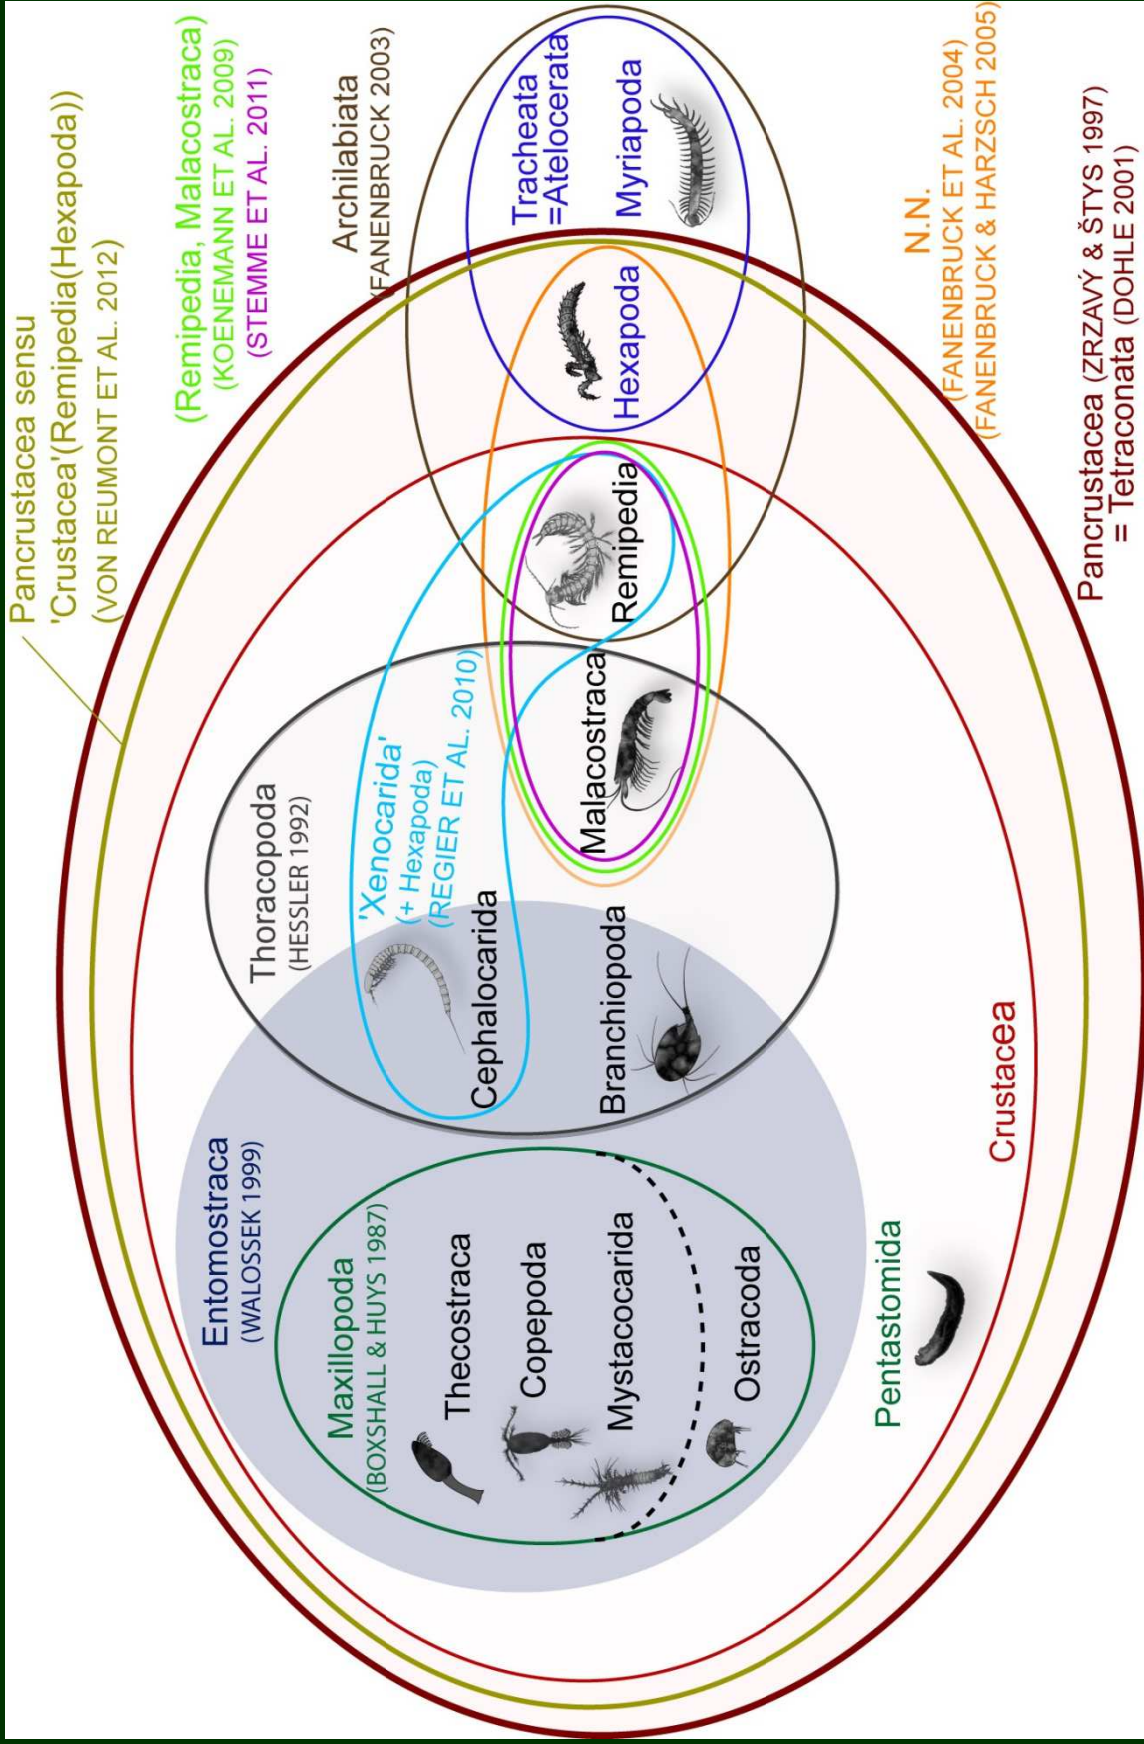 Pancrustacea sensu
'Crustacea'(Remipedia(Hexapoda))
(VON REUMONT ET AL. 2012)
(Remipedia, Malacostraca)
(KOENEMANN ET AL. 2009)
(STEMME ET AL. 2011)
Archilabiata
(FANENBRUCK 2003)
Entomostraca
(WALOSSEK 1999)
Thoracopoda
(HESSLER 1992)
Maxillopoda
(BOXSHALL & HUYS 1987)
'Xenocarida'
(+ Hexapoda)
(REGIER ET AL. 2010)
Thecostraca
Copepoda
Mystacocarida
Ostracoda
Cephalocarida
Branchiopoda
Malacostraca
Remipedia
Hexapoda
Tracheata
=Atelocerata
Myriapoda
Pentastomida
Crustacea
N.N.
(FANENBRUCK ET AL. 2004)
(FANENBRUCK & HARZSCH 2005)
Pancrustacea (ZRZAVÝ & ŠTYS 1997)
= Tetraconata (DOHLE 2001)